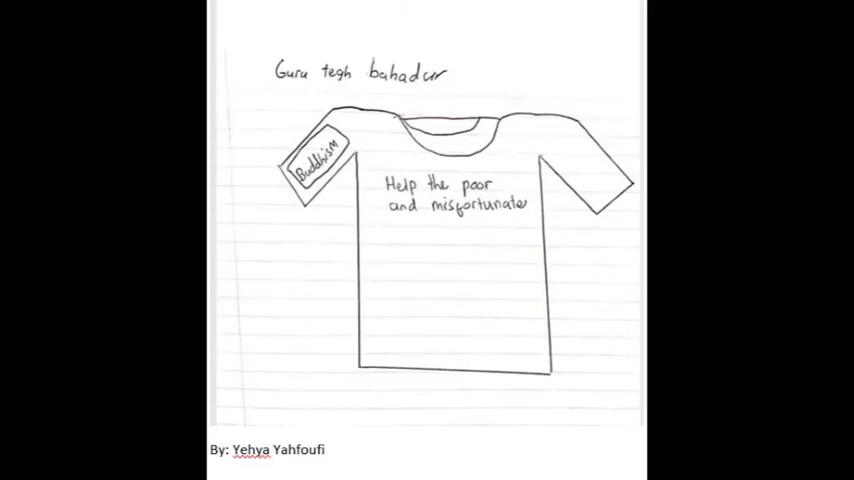 Guru tegh bahadur
Buddhism
Help the poor
and misfortunate
By: Yehya Yahfoufi